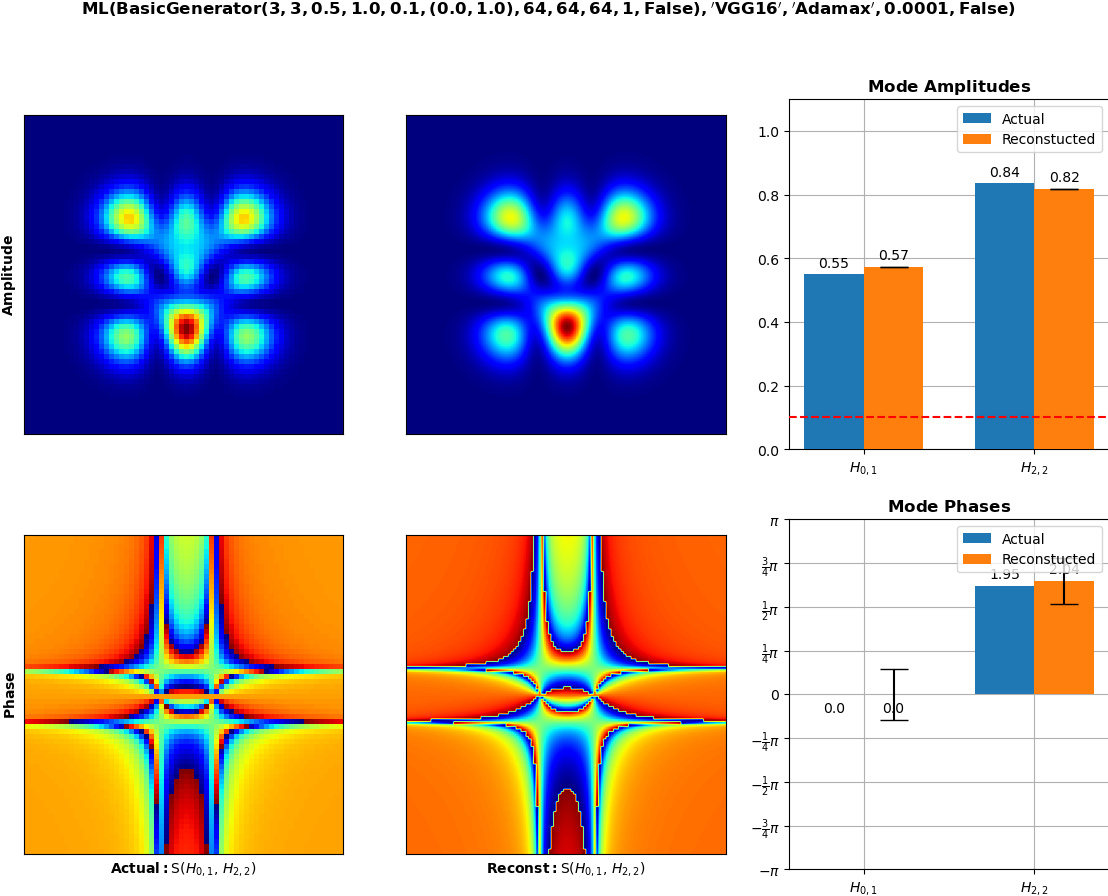 ML(BasicGenerator(3, 3, 0.5, 1.0, 0.1, (0.0, 1.0), 64, 64, 64, 1, False), 'VGG16', 'Adamax', 0.0001, False)
Amplitude
Mode Amplitudes
Actual
Reconstucted
1.0
0.8
0.6
0.4
0.2
0.0
0.55
0.57
0.84
0.82
H0, 1
H2, 2
Phase
Actual: S(H0, 1, H2, 2)
Reconst: S(H0, 1, H2, 2)
Mode Phases
Actual
Reconstucted
π
3/4π
1/2π
1/4π
0
−1/4π
−1/2π
−3/4π
−π
0.0
0.0
1.95
2.04
H0, 1
H2, 2